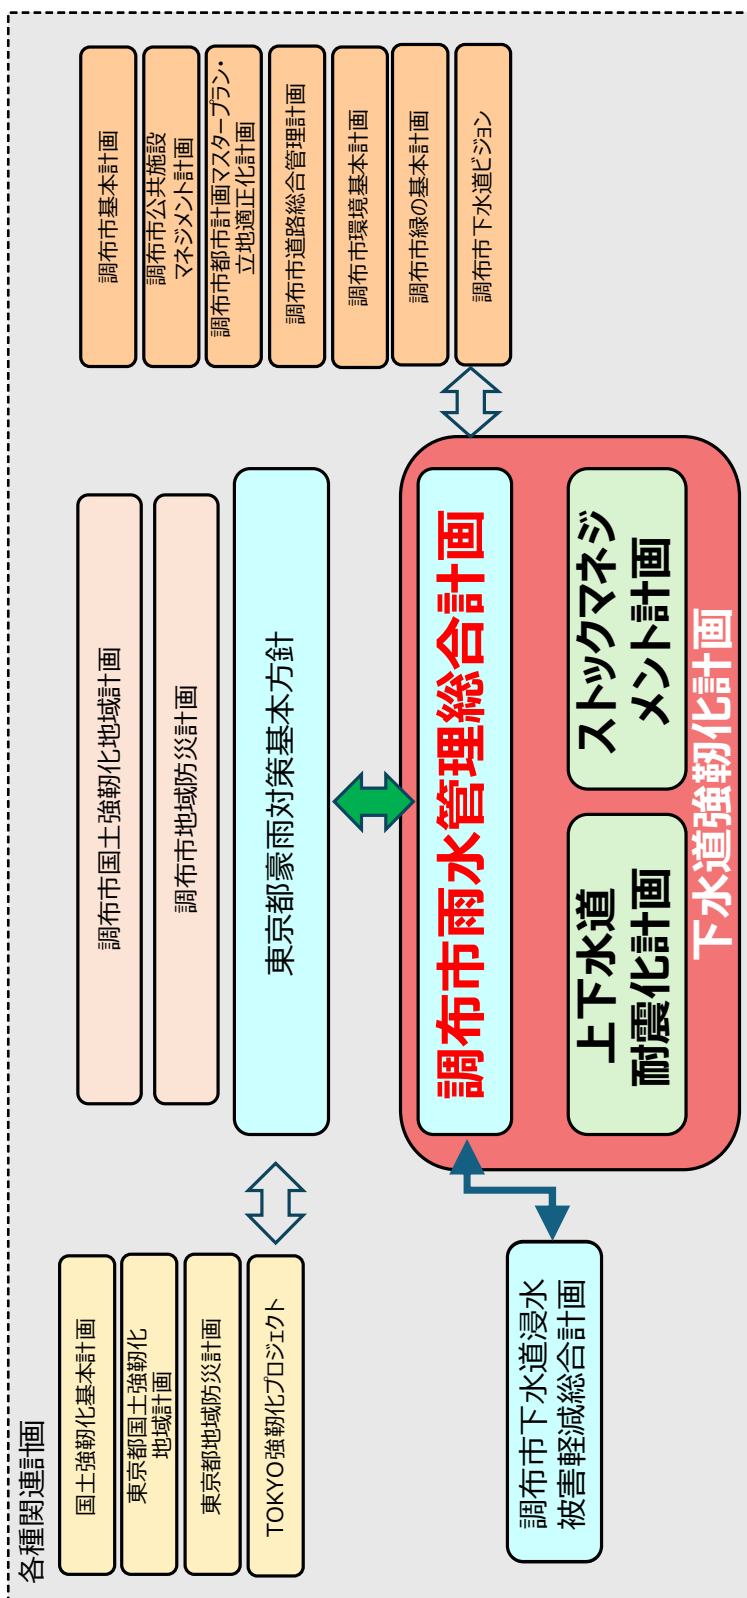 各種関連計画
国土強靭化基本計画
東京都国土強靭化
地域計画
東京都地域防災計画
TOKYO強靭化プロジェクト
調布市国土強靭化地域計画
調布市地域防災計画
東京都豪雨対策基本方針
調布市基本計画
調布市公共施設
マネジメント計画
調布市都市計画マスタープラン・
立地適正化計画
調布市道路総合管理計画
調布市環境基本計画
調布市緑の基本計画
調布市下水道ビジョン
調布市雨水管理総合計画
上下水道
耐震化計画
ストックマネジ
メント計画
下水道強靭化計画
調布市下水道浸水
被害軽減総合計画